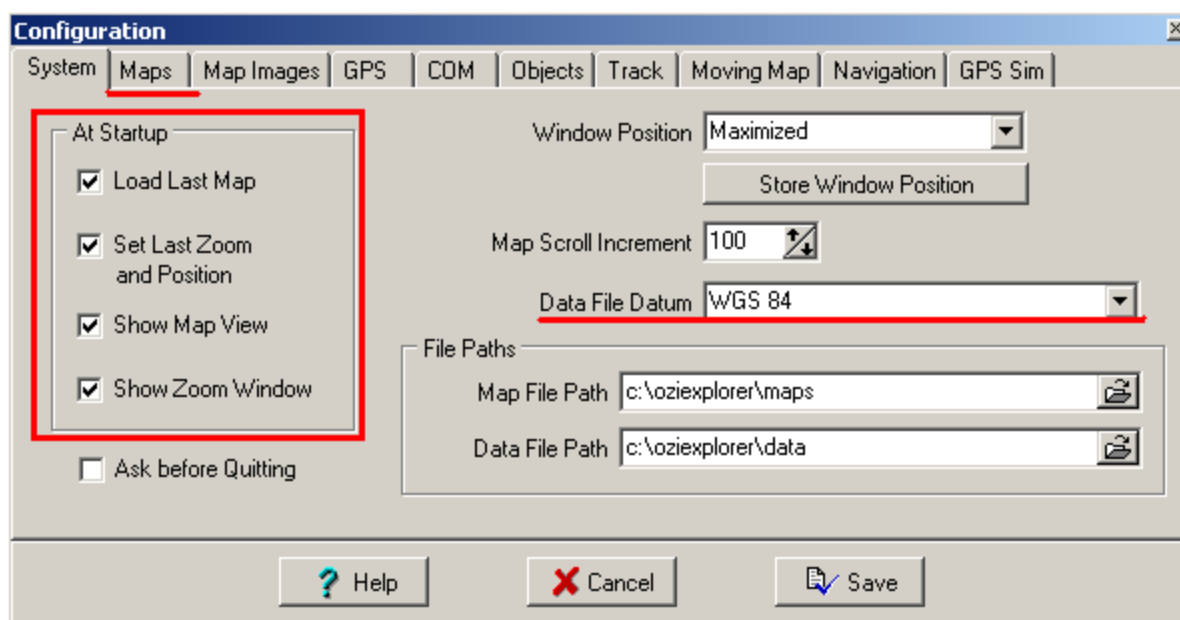 Configuration
System Maps Map Images GPS COM Objects Track Moving Map Navigation GPS Sim
At Startup
Load Last Map
Set Last Zoom
and Position
Show Map View
Show Zoom Window
Ask before Quitting
Window Position Maximized
Store Window Position
Map Scroll Increment 100
Data File Datum WGS 84
File Paths
Map File Path c:\oziexplorer\maps
Data File Path c:\oziexplorer\data
? Help Cancel Save